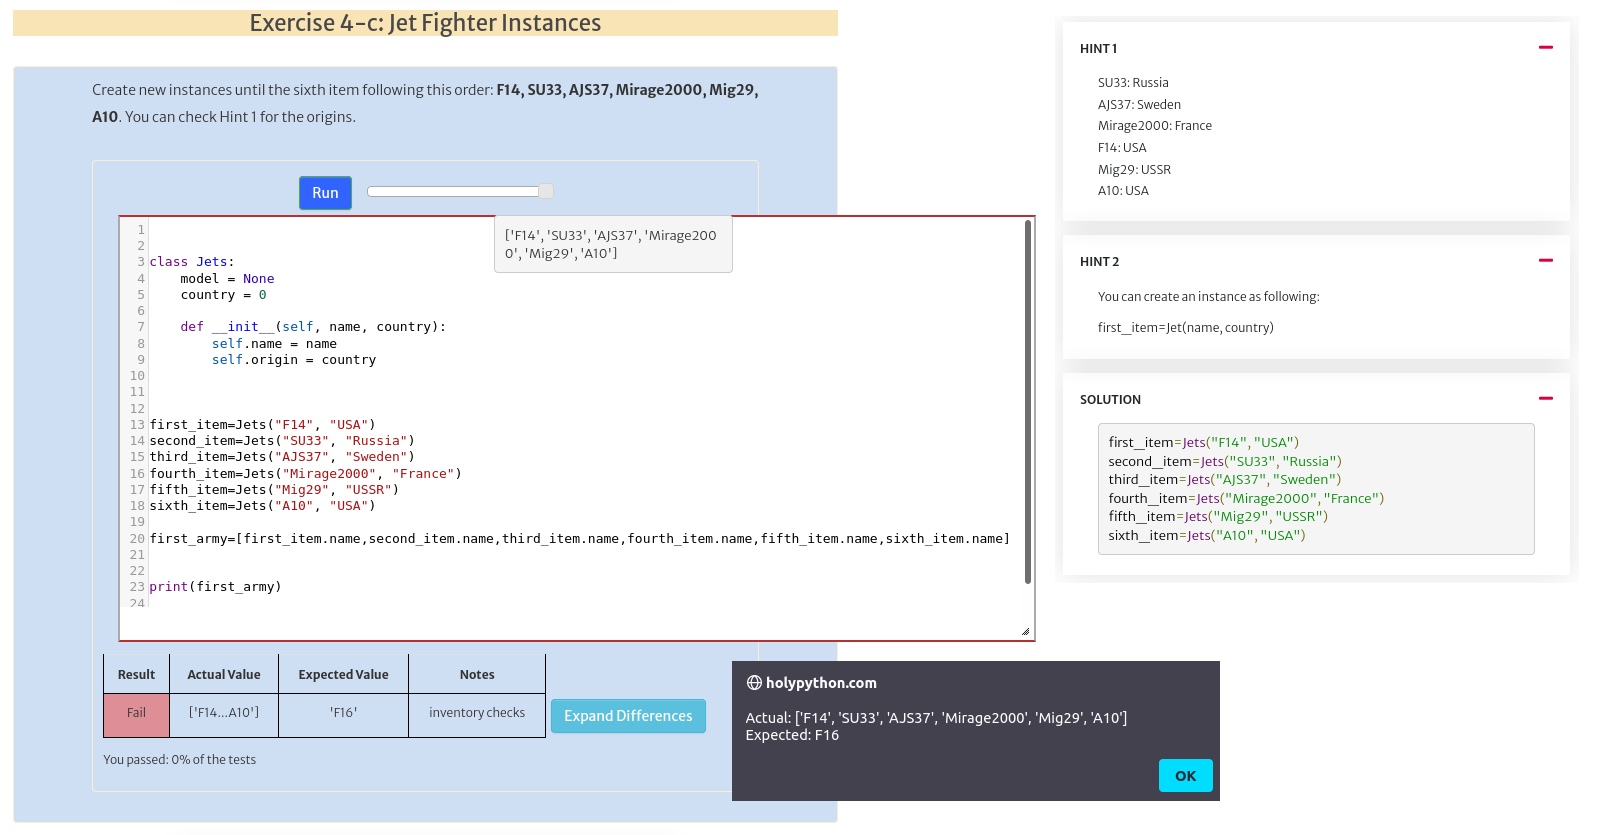 Exercise 4-c: Jet Fighter Instances
Create new instances until the sixth item following this order: F14, SU33, AJS37, Mirage2000, Mig29,
A10. You can check Hint 1 for the origins.
Run
['F14', 'SU33', 'AJS37', 'Mirage200
0', 'Mig29', 'A10']
1
2
3 class Jets:
4     model = None
5     country = 0
6
7     def __init__(self, name, country):
8         self.name = name
9         self.origin = country
10
11
12
13 first_item=Jets("F14", "USA")
14 second_item=Jets("SU33", "Russia")
15 third_item=Jets("AJS37", "Sweden")
16 fourth_item=Jets("Mirage2000", "France")
17 fifth_item=Jets("Mig29", "USSR")
18 sixth_item=Jets("A10", "USA")
19
20 first_army=[first_item.name,second_item.name,third_item.name,fourth_item.name,fifth_item.name,sixth_item.name]
21
22
23 print(first_army)
24
Result Actual Value Expected Value Notes
Fail ['F14...A10'] 'F16' inventory checks
Expand Differences
You passed: 0% of the tests
HINT 1
SU33: Russia
AJS37: Sweden
Mirage2000: France
F14: USA
Mig29: USSR
A10: USA
HINT 2
You can create an instance as following:
first_item=Jet(name, country)
SOLUTION
first_item=Jets("F14", "USA")
second_item=Jets("SU33", "Russia")
third_item=Jets("AJS37", "Sweden")
fourth_item=Jets("Mirage2000", "France")
fifth_item=Jets("Mig29", "USSR")
sixth_item=Jets("A10", "USA")
holypython.com
Actual: ['F14', 'SU33', 'AJS37', 'Mirage2000', 'Mig29', 'A10']
Expected: F16
OK